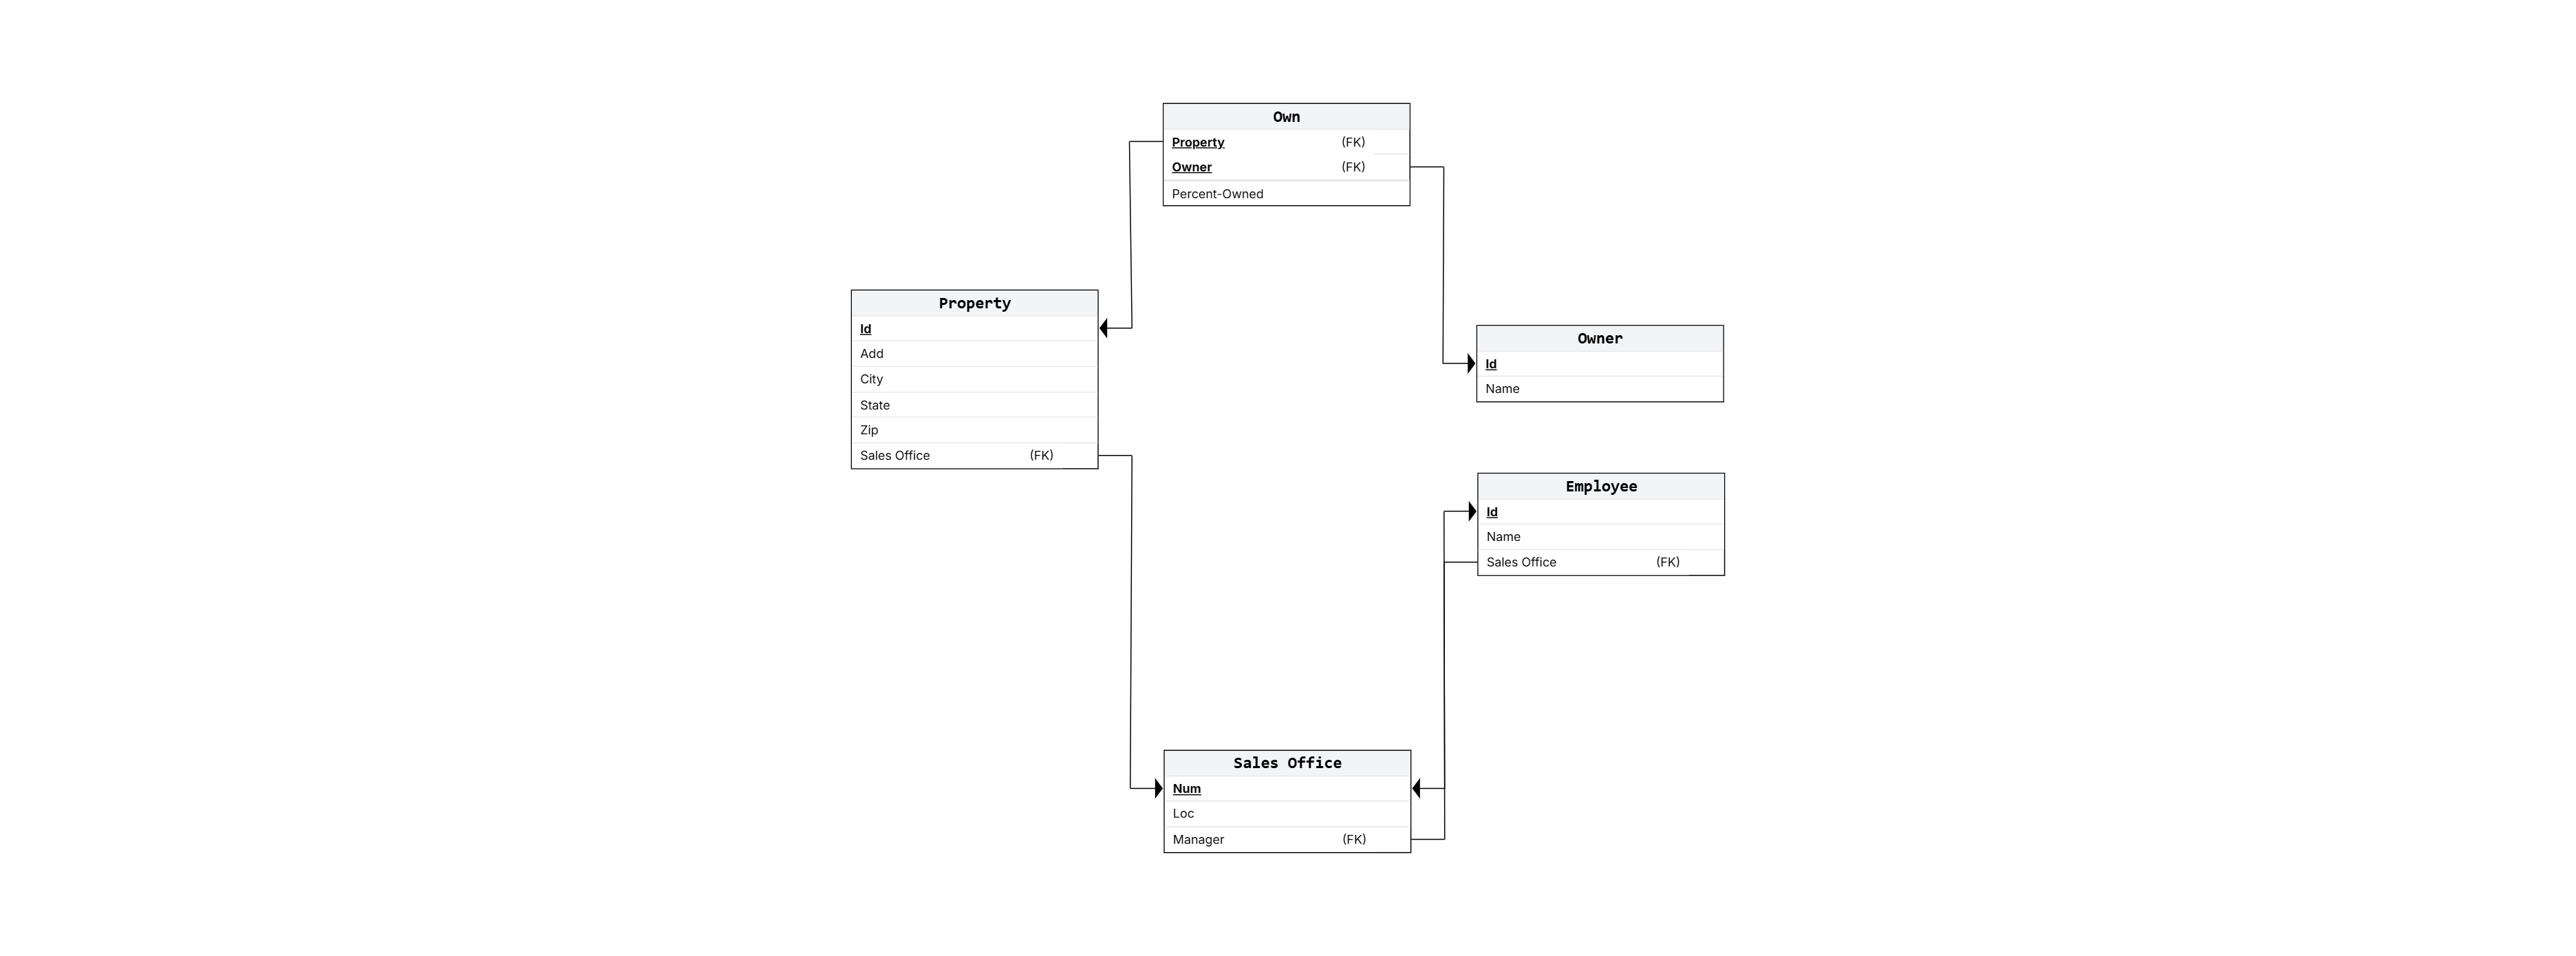 Own
Property (FK)
Owner (FK)
Percent-Owned
Property
Id
Add
City
State
Zip
Sales Office (FK)
Owner
Id
Name
Employee
Id
Name
Sales Office (FK)
Sales Office
Num
Loc
Manager (FK)